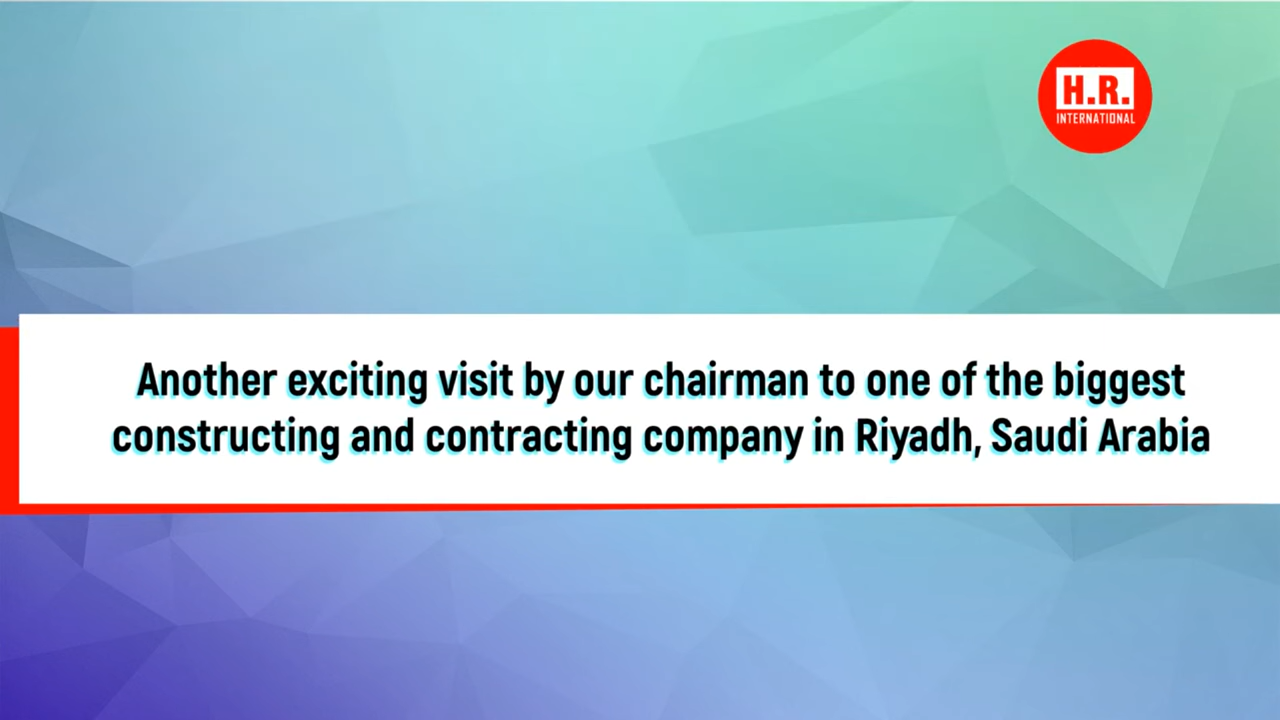 H.R.
INTERNATIONAL
Another exciting visit by our chairman to one of the biggest
constructing and contracting company in Riyadh, Saudi Arabia